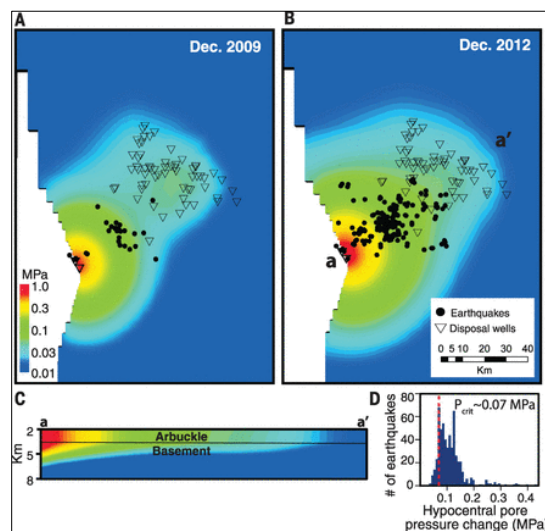 A
Dec. 2009
MPa
1.0
0.3
0.1
0.03
0.01
B
Dec. 2012
a'
a
Earthquakes
Disposal wells
0 5 10 20 30 40
Km
C
a a'
Km
2
5
8
Arbuckle
Basement
D
# of earthquakes
80
60
40
20
0
Pcrit ~0.07 MPa
0.1 0.2 0.3 0.4
Hypocentral pore
pressure change (MPa)